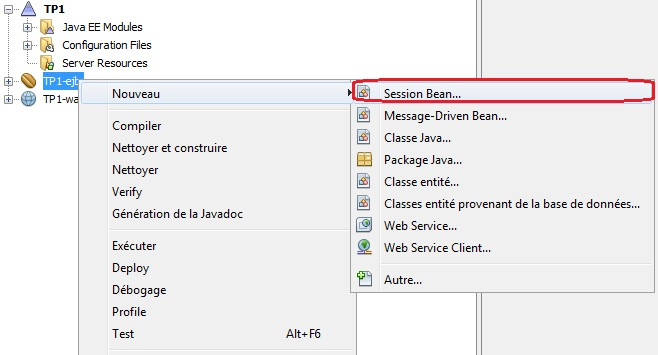 TP1
Java EE Modules
Configuration Files
Server Resources
TP1-ejb
TP1-wa
Nouveau
Compiler
Nettoyer et construire
Nettoyer
Verify
Génération de la Javadoc
Exécuter
Deploy
Débogage
Profile
Test Alt+F6
Session Bean...
Message-Driven Bean...
Classe Java...
Package Java...
Classe entité...
Classes entité provenant de la base de données...
Web Service...
Web Service Client...
Autre...